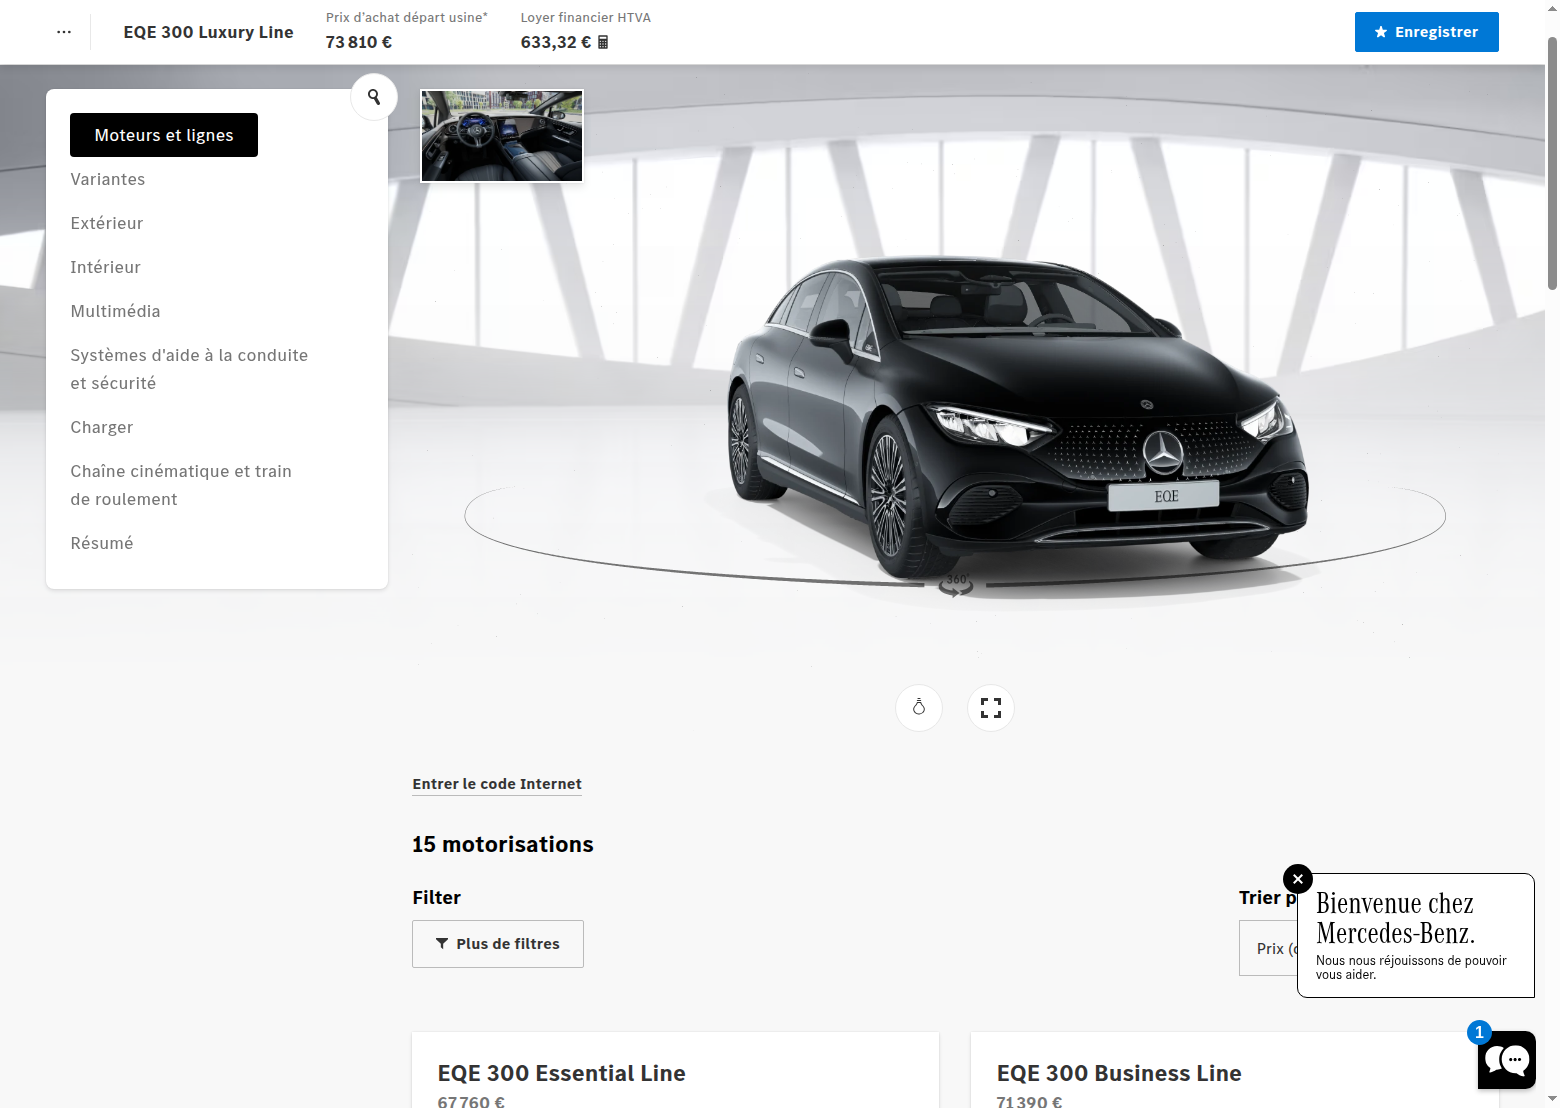 EQE 300 Luxury Line
Prix d'achat départ usine*
73 810 €
Loyer financier HTVA
633,32 €
Enregistrer
Moteurs et lignes
Variantes
Extérieur
Intérieur
Multimédia
Systèmes d'aide à la conduite
et sécurité
Charger
Chaîne cinématique et train
de roulement
Résumé
EQE
360°
Entrer le code Internet
15 motorisations
Filter
Plus de filtres
Trier p
Prix (
Bienvenue chez
Mercedes-Benz.
Nous nous réjouissons de pouvoir
vous aider.
1
EQE 300 Essential Line
67 760 €
EQE 300 Business Line
71 390 €